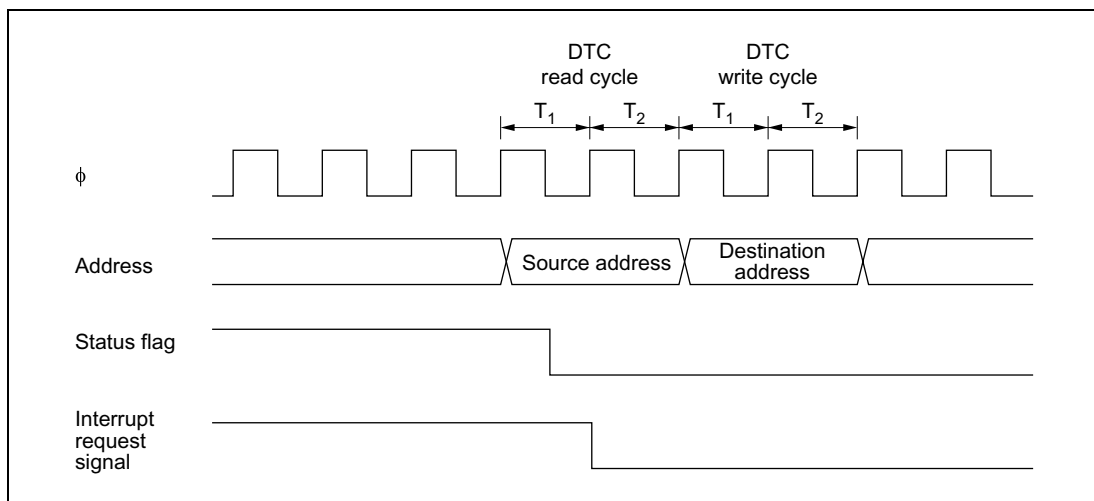 DTC
read cycle
DTC
write cycle
T1
T2
T1
T2
ϕ
Address
Source address
Destination
address
Status flag
Interrupt
request
signal